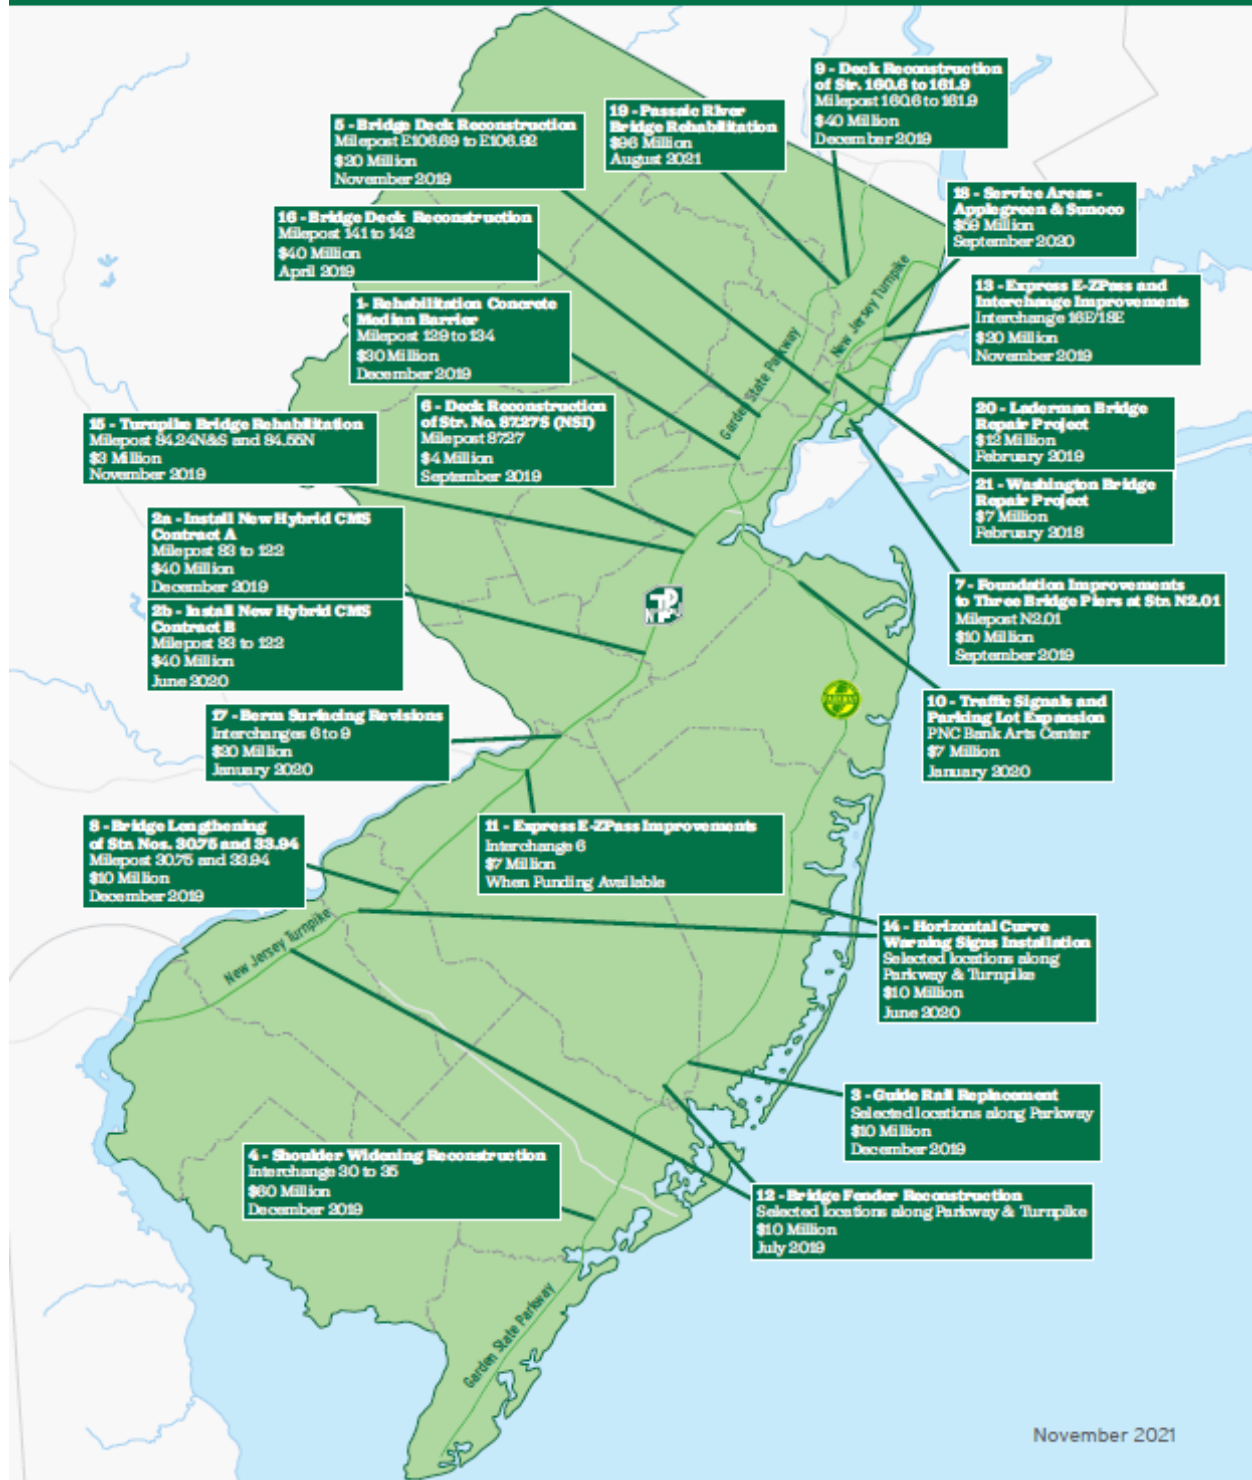 9 - Deck Reconstruction
of Str. 160.6 to 161.9
Milepost 160.6 to 161.9
$40 Million
December 2019
19 - Passaic River
Bridge Rehabilitation
$96 Million
August 2021
5 - Bridge Deck Reconstruction
Milepost E106.69 to E106.92
$20 Million
November 2019
18 - Service Areas -
Applegreen & Sunoco
$59 Million
September 2020
16 - Bridge Deck Reconstruction
Milepost 141 to 142
$40 Million
April 2019
13 - Express E-ZPass and
Interchange Improvements
Interchange 16E/18E
$20 Million
November 2019
1- Rehabilitation Concrete
Median Barrier
Milepost 129 to 134
$30 Million
December 2019
New Jersey Turnpike
Garden State Parkway
6 - Deck Reconstruction
of Str. No. 87.27S (NSI)
Milepost 87.27
$4 Million
September 2019
20 - Laderman Bridge
Repair Project
$12 Million
February 2019
15 - Turnpike Bridge Rehabilitation
Milepost 84.24N&S and 84.55N
$3 Million
November 2019
21 - Washington Bridge
Repair Project
$7 Million
February 2018
2a - Install New Hybrid CMS
Contract A
Milepost 83 to 122
$40 Million
December 2019
2b - Install New Hybrid CMS
Contract B
Milepost 83 to 122
$40 Million
June 2020
7 - Foundation Improvements
to Three Bridge Piers at Str. N2.01
Milepost N2.01
$10 Million
September 2019
10 - Traffic Signals and
Parking Lot Expansion
PNC Bank Arts Center
$7 Million
January 2020
17 - Berm Surfacing Revisions
Interchanges 6 to 9
$20 Million
January 2020
8 - Bridge Lengthening
of Str. Nos. 30.75 and 33.94
Milepost 30.75 and 33.94
$10 Million
December 2019
11 - Express E-ZPass Improvements
Interchange 6
$7 Million
When Funding Available
New Jersey Turnpike
14 - Horizontal Curve
Warning Signs Installation
Selected locations along
Parkway & Turnpike
$10 Million
June 2020
3 - Guide Rail Replacement
Selected locations along Parkway
$10 Million
December 2019
4 - Shoulder Widening Reconstruction
Interchange 30 to 35
$60 Million
December 2019
12 - Bridge Fender Reconstruction
Selected locations along Parkway & Turnpike
$10 Million
July 2019
Garden State Parkway
November 2021